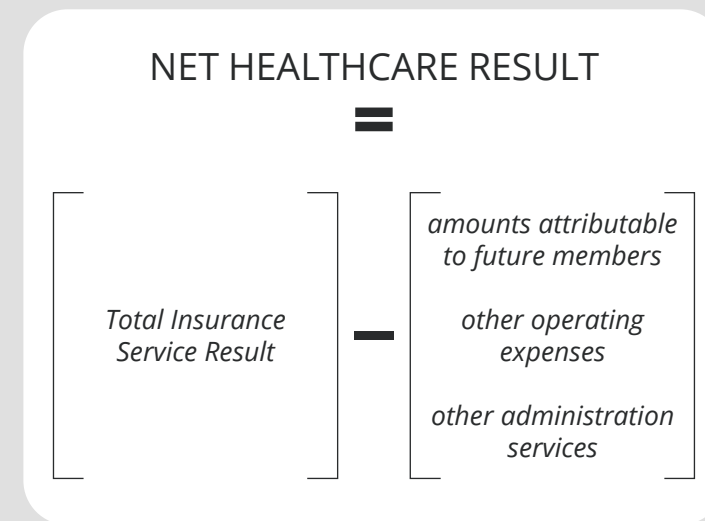 NET HEALTHCARE RESULT
=
Total Insurance
Service Result
–
amounts attributable
to future members
other operating
expenses
other administration
services